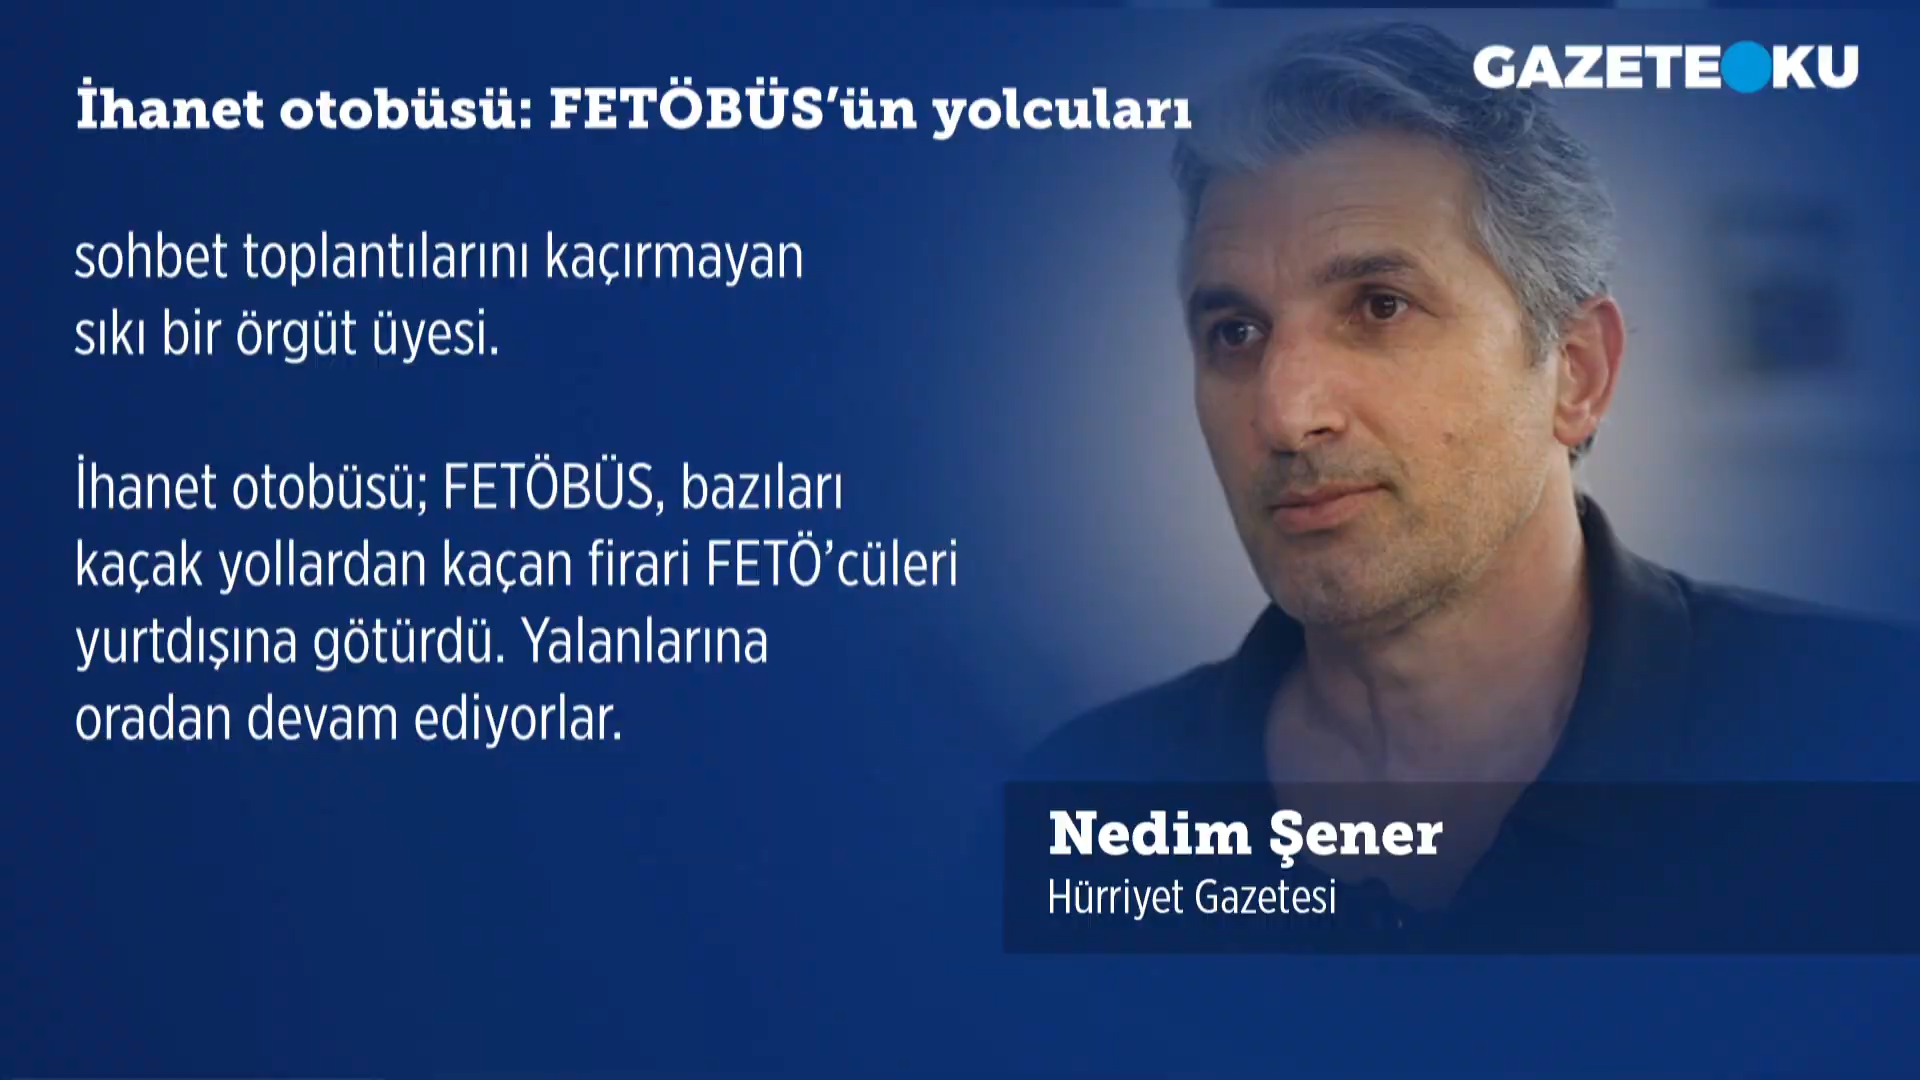 GAZETE KU
İhanet otobüsü: FETÖBÜS’ün yolcuları
sohbet toplantılarını kaçırmayan
sıkı bir örgüt üyesi.
İhanet otobüsü; FETÖBÜS, bazıları
kaçak yollardan kaçan firari FETÖ’cüleri
yurtdışına götürdü. Yalanlarına
oradan devam ediyorlar.
Nedim Şener
Hürriyet Gazetesi